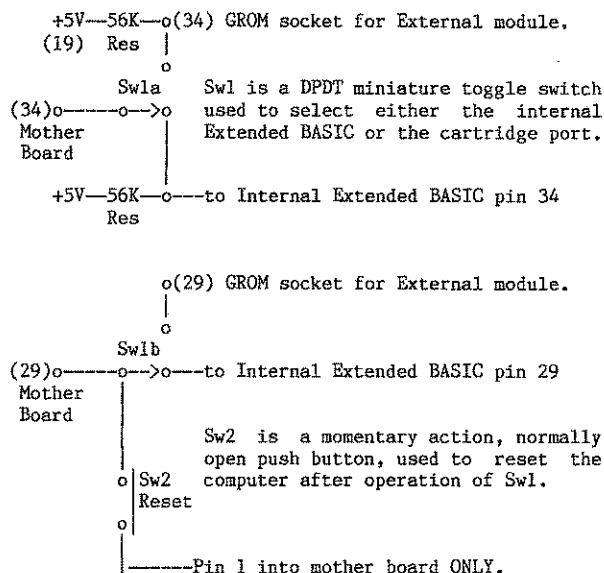 +5V—56K—o(34) GROM socket for External module.
(19) Res |
o
Sw1a Sw1 is a DPDT miniature toggle switch
(34)o------o-->o used to select either the internal
Mother Extended BASIC or the cartridge port.
Board
+5V—56K—o---to Internal Extended BASIC pin 34
Res
o(29) GROM socket for External module.
|
o
Sw1b
(29)o------o-->o---to Internal Extended BASIC pin 29
Mother
Board
Sw2 is a momentary action, normally
open push button, used to reset the
o|Sw2 computer after operation of Sw1.
|Reset
o|
|------Pin 1 into mother board ONLY.